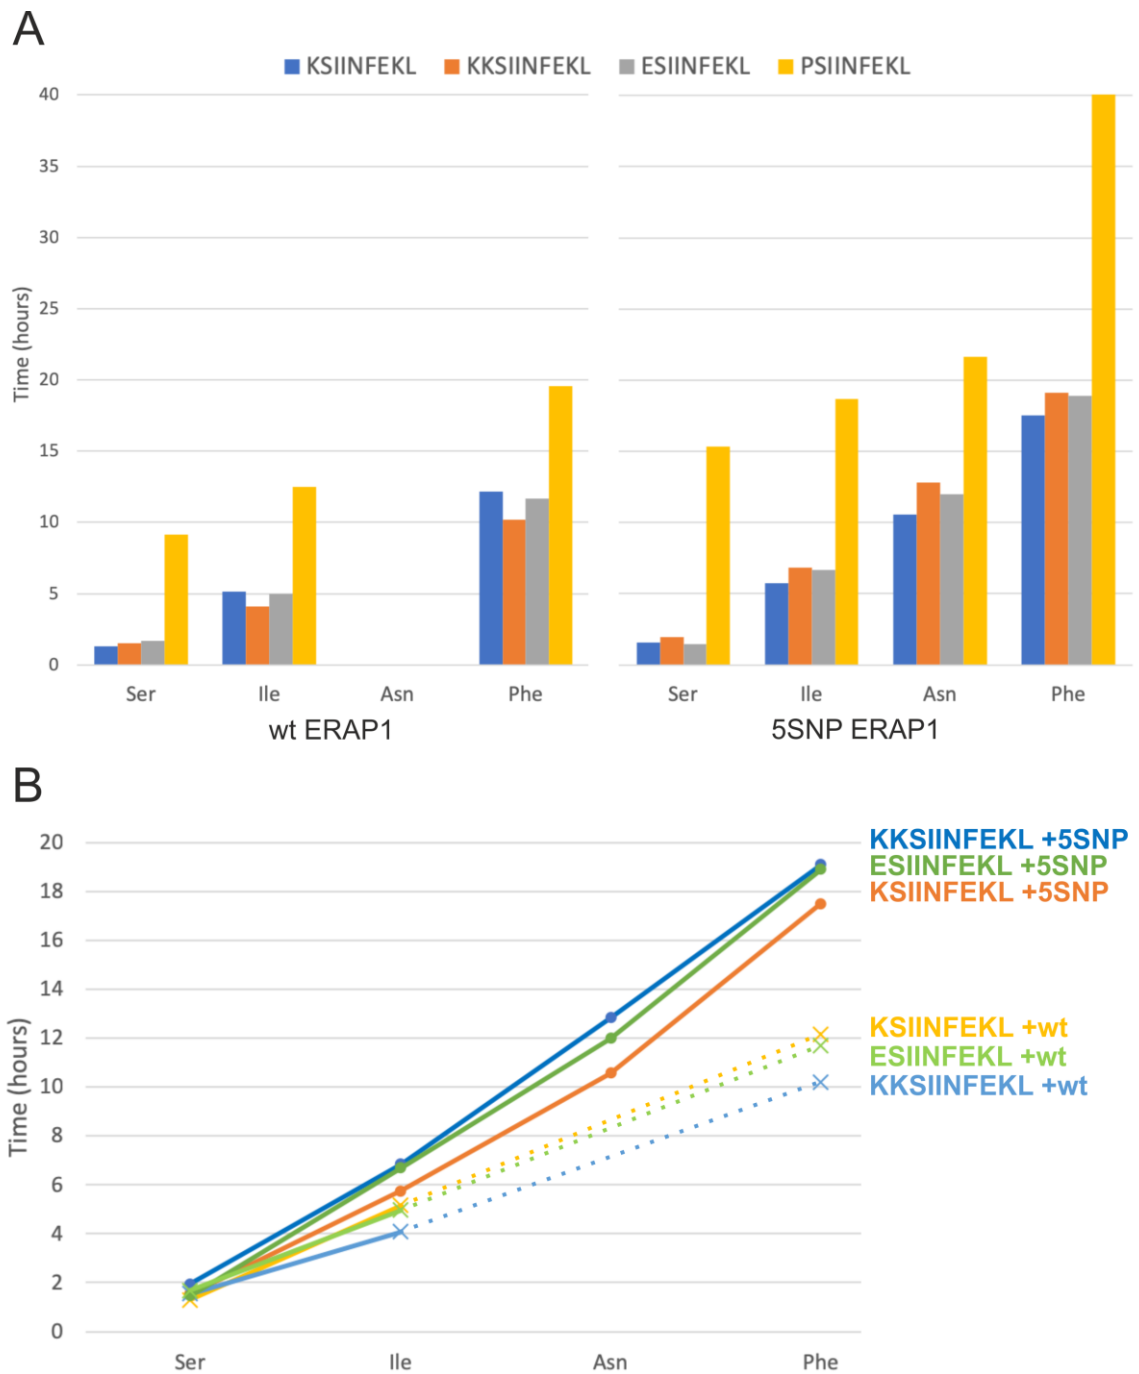 A
KSIINFEKL KKSIINFEKL ESIINFEKL PSIINFEKL
40
35
30
25
20
15
10
5
0
Time (hours)
Ser Ile Asn Phe Ser Ile Asn Phe
wt ERAP1 5SNP ERAP1
B
20
18
16
14
12
10
8
6
4
2
0
Time (hours)
KKSIINFEKL +5SNP
ESIINFEKL +5SNP
KSIINFEKL +5SNP
KSIINFEKL +wt
ESIINFEKL +wt
KKSIINFEKL +wt
Ser Ile Asn Phe